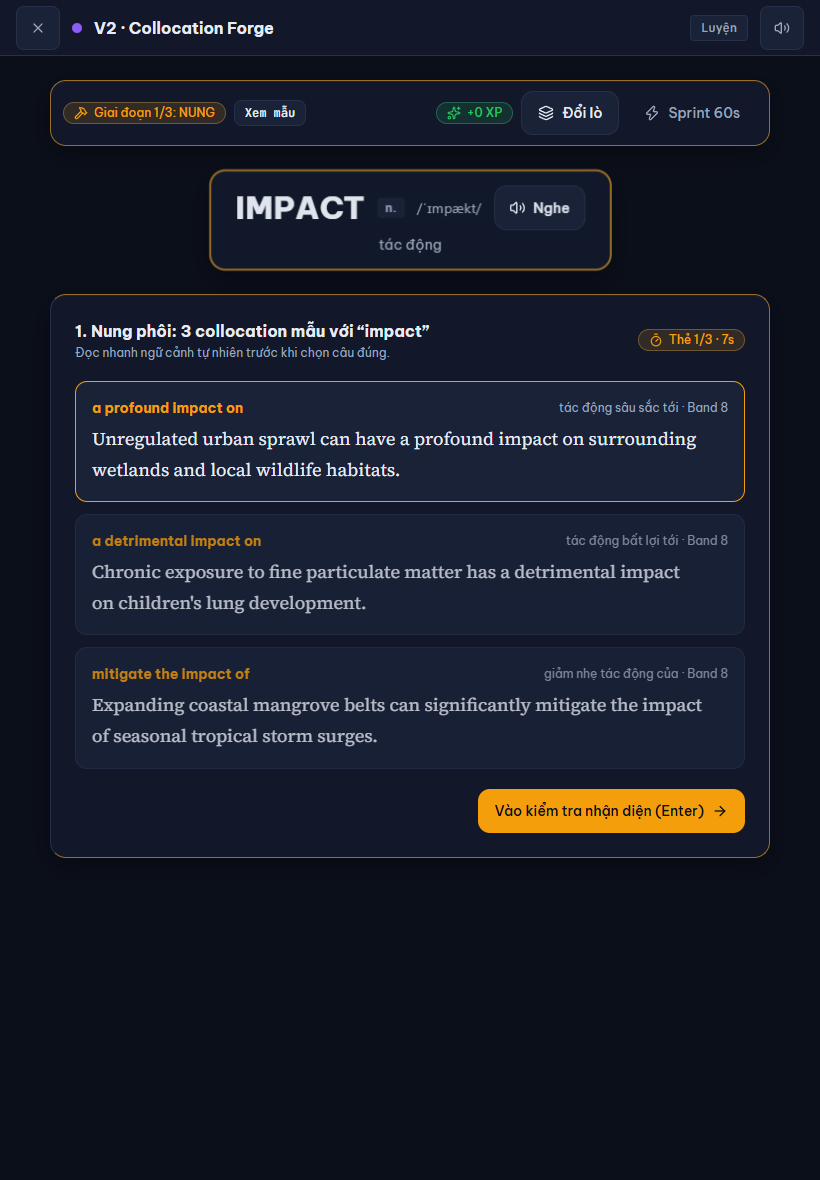 V2 · Collocation Forge
Luyện
Giai đoạn 1/3: NUNG
Xem mẫu
+0 XP
Đổi lò
Sprint 60s
IMPACT n. /ˈɪmpækt/ Nghe
tác động
1. Nung phôi: 3 collocation mẫu với “impact”
Đọc nhanh ngữ cảnh tự nhiên trước khi chọn câu đúng.
Thẻ 1/3 · 7s
a profound impact on
tác động sâu sắc tới · Band 8
Unregulated urban sprawl can have a profound impact on surrounding
wetlands and local wildlife habitats.
a detrimental impact on
tác động bất lợi tới · Band 8
Chronic exposure to fine particulate matter has a detrimental impact
on children's lung development.
mitigate the impact of
giảm nhẹ tác động của · Band 8
Expanding coastal mangrove belts can significantly mitigate the impact
of seasonal tropical storm surges.
Vào kiểm tra nhận diện (Enter) →